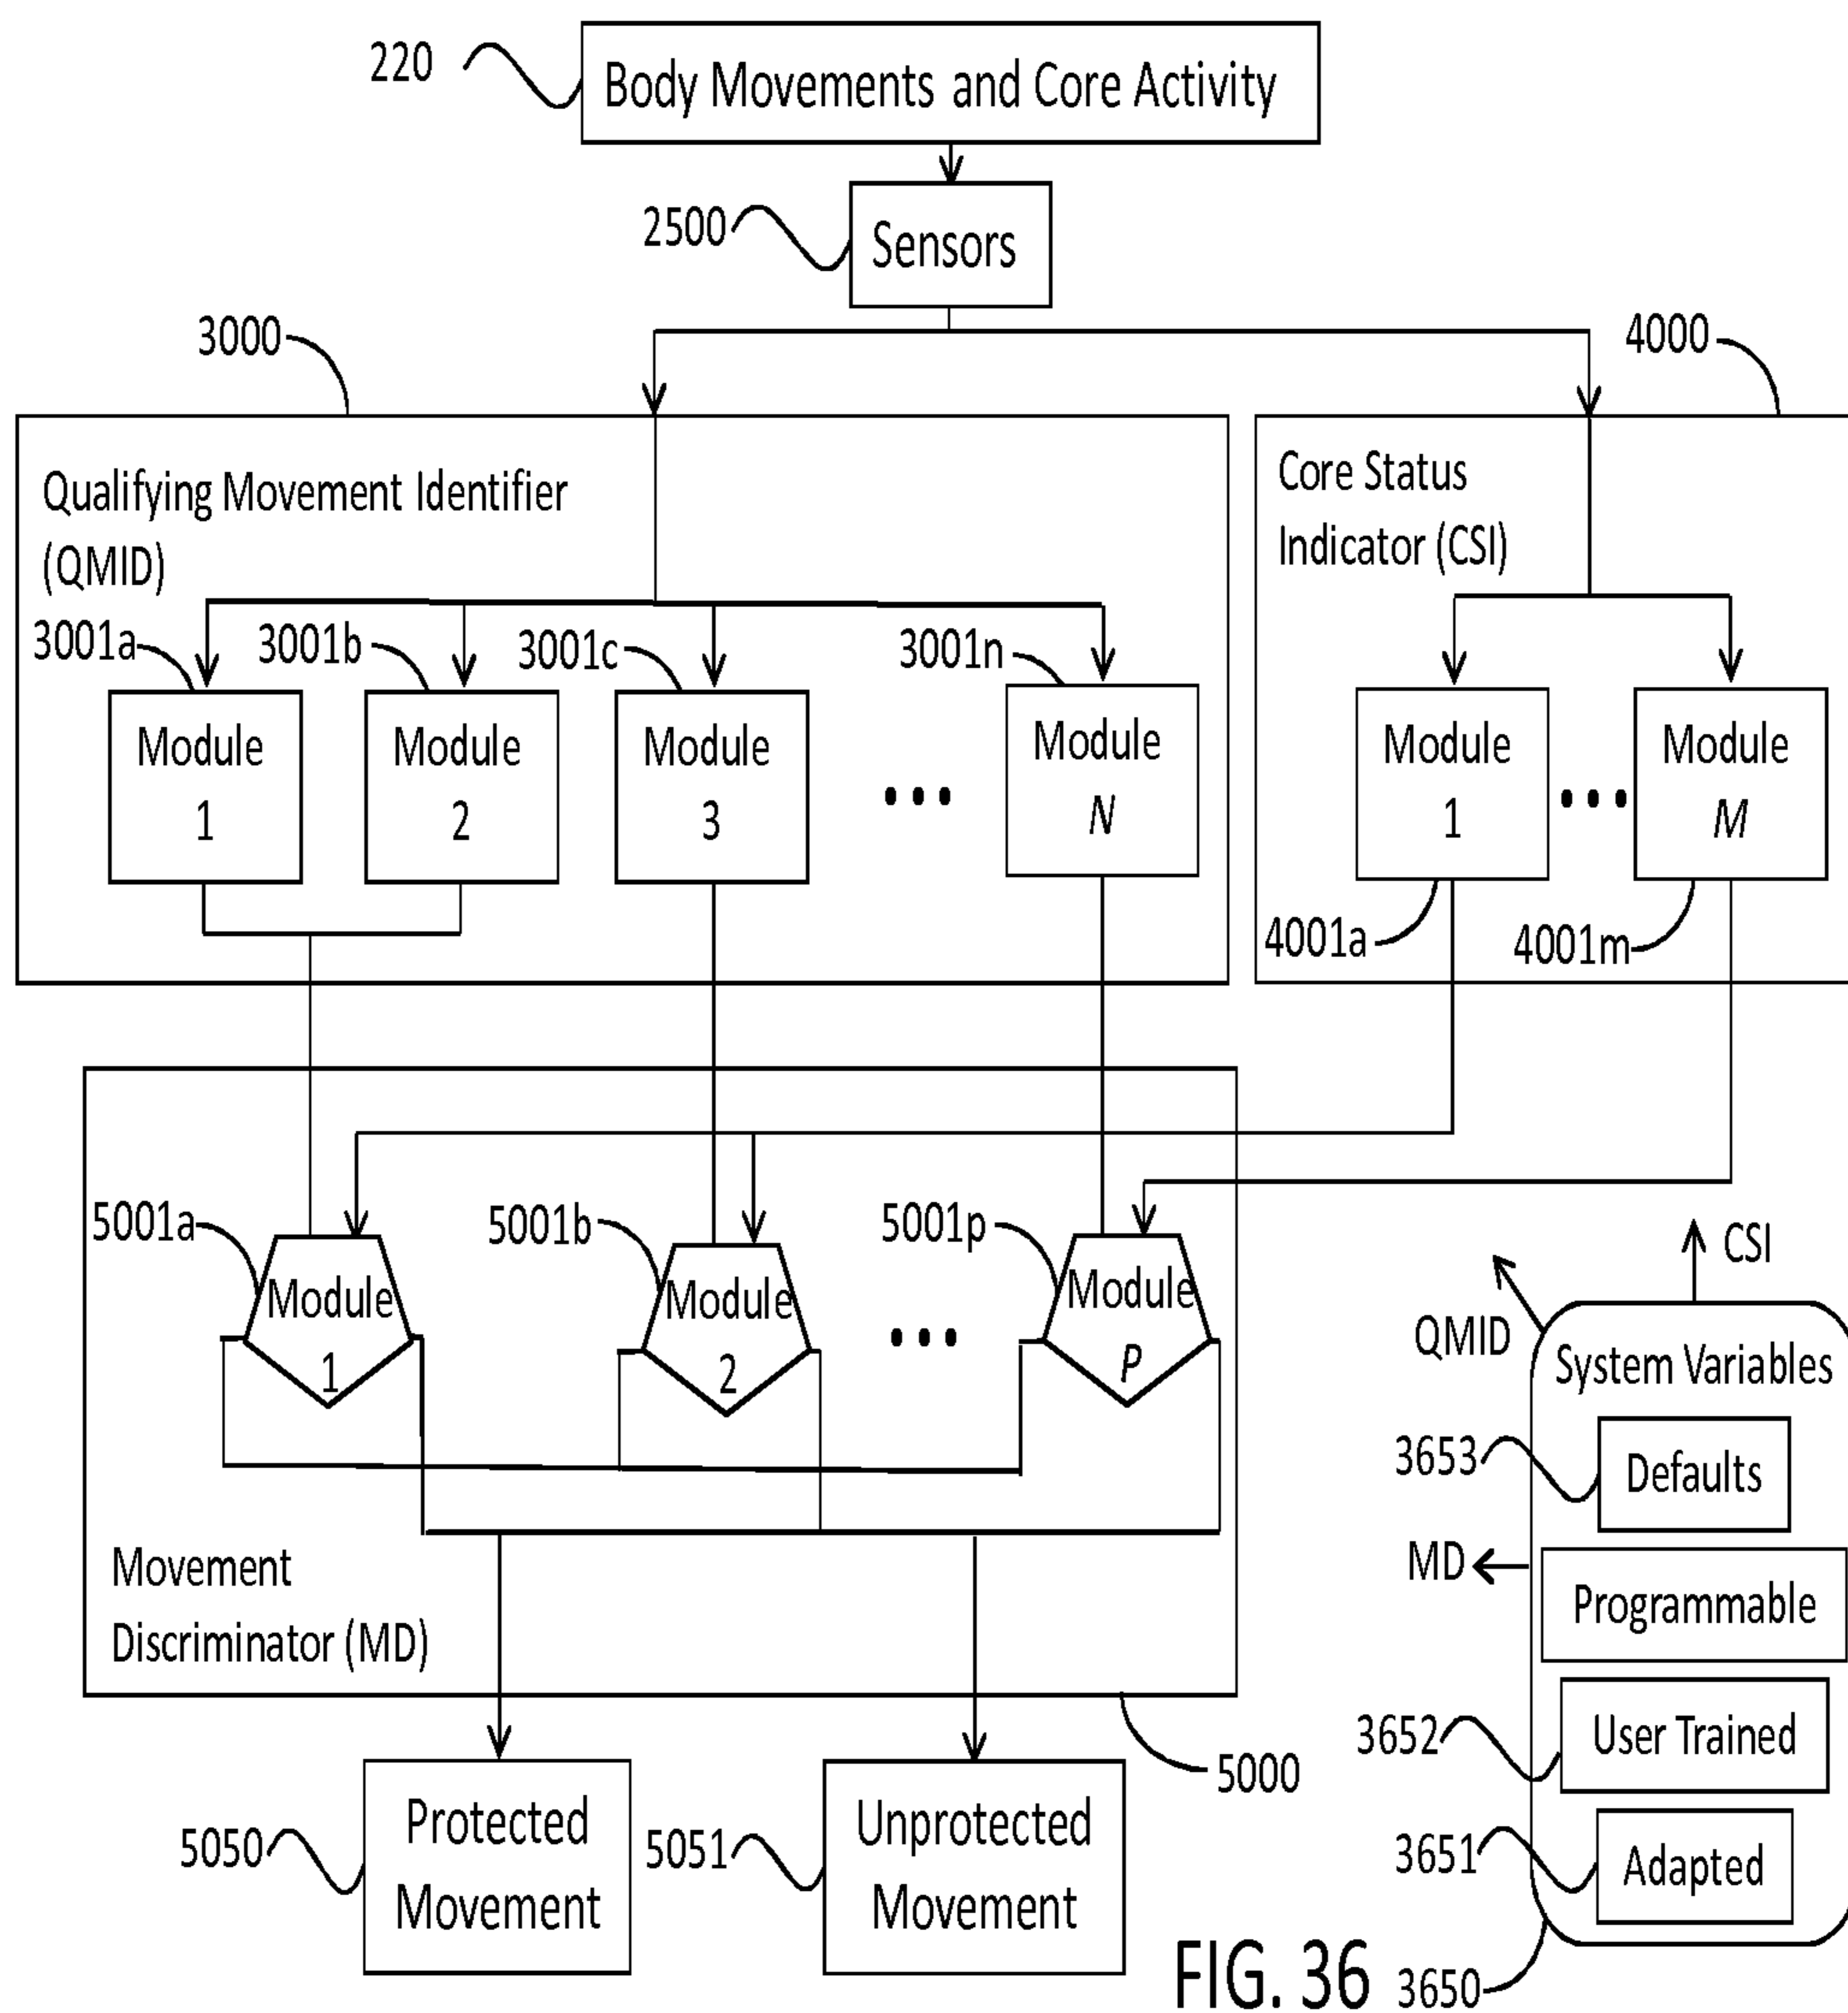 220
Body Movements and Core Activity
2500
Sensors
3000
4000
Qualifying Movement Identifier
(QMID)
Core Status
Indicator (CSI)
3001a
3001b
3001c
3001n
Module
1
Module
2
Module
3
...
Module
N
Module
1
...
Module
M
4001a
4001m
5001a
5001b
5001p
Module
1
Module
2
...
Module
P
CSI
QMID
System Variables
3653
Defaults
MD
Programmable
Movement
Discriminator (MD)
3652
User Trained
5000
3651
Adapted
5050
Protected
Movement
5051
Unprotected
Movement
FIG. 36
3650